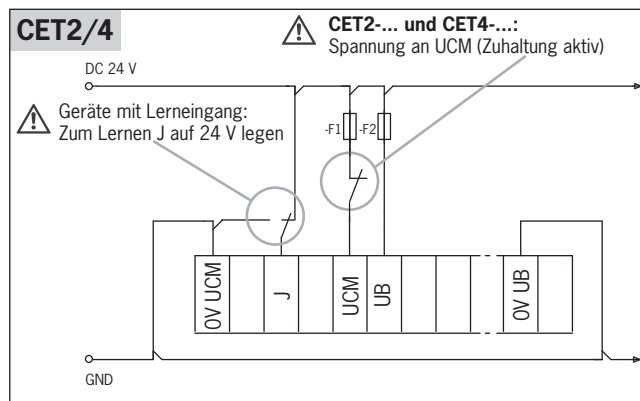 CET2/4
CET2-... und CET4-...:
Spannung an UCM (Zuhaltung aktiv)
DC 24 V
Geräte mit Lerneingang:
Zum Lernen J auf 24 V legen
-F1
-F2
0V UCM
J
UCM
UB
0V UB
GND